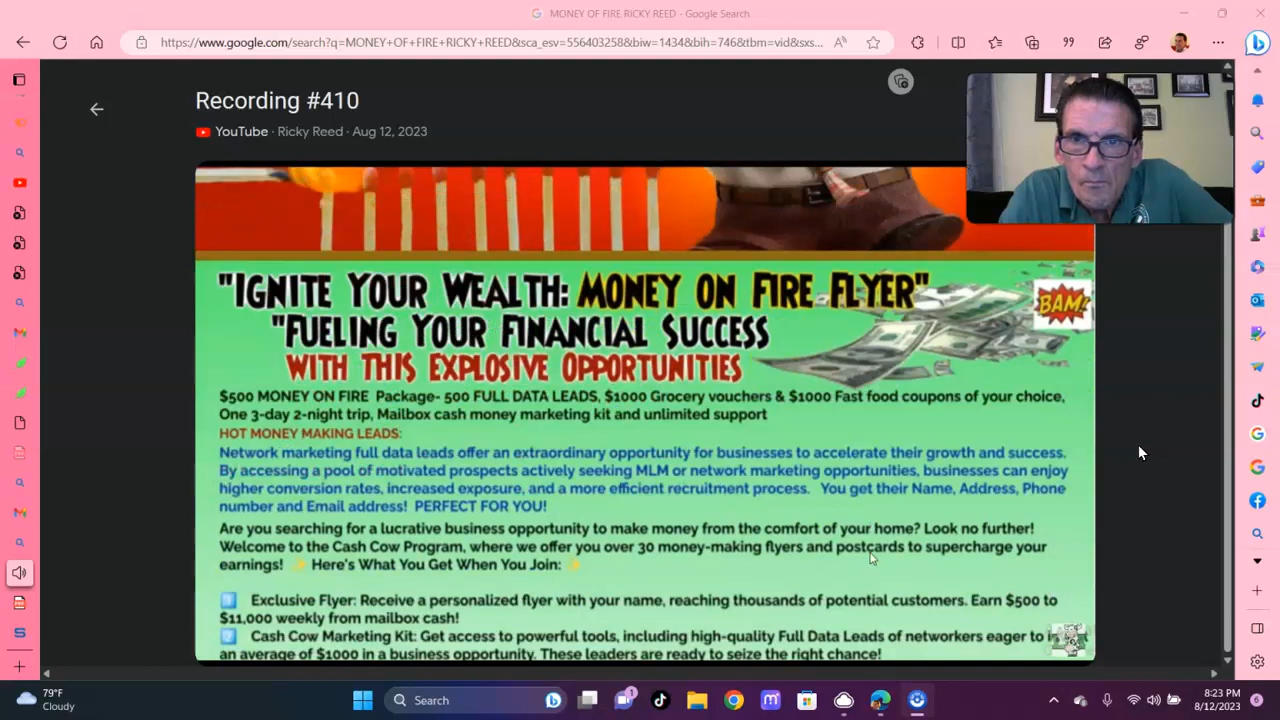 MONEY OF FIRE RICKY REED - Google Search
https://www.google.com/search?q=MONEY+OF+FIRE+RICKY+REED&sca_esv=556403258&biw=1434&bih=746&tbm=vid&sxs...
Recording #410
YouTube · Ricky Reed · Aug 12, 2023
"IGNITE YOUR WEALTH: MONEY ON FIRE FLYER"
BAM!
"FUELING YOUR FINANCIAL SUCCESS
WITH THIS EXPLOSIVE OPPORTUNITIES
$500 MONEY ON FIRE Package- 500 FULL DATA LEADS, $1000 Grocery vouchers & $1000 Fast food coupons of your choice,
One 3-day 2-night trip, Mailbox cash money marketing kit and unlimited support
HOT MONEY MAKING LEADS:
Network marketing full data leads offer an extraordinary opportunity for businesses to accelerate their growth and success.
By accessing a pool of motivated prospects actively seeking MLM or network marketing opportunities, businesses can enjoy
higher conversion rates, increased exposure, and a more efficient recruitment process. You get their Name, Address, Phone
number and Email address! PERFECT FOR YOU!
Are you searching for a lucrative business opportunity to make money from the comfort of your home? Look no further!
Welcome to the Cash Cow Program, where we offer you over 30 money-making flyers and postcards to supercharge your
earnings! ✨ Here's What You Get When You Join: ✨
1 Exclusive Flyer: Receive a personalized flyer with your name, reaching thousands of potential customers. Earn $500 to
$11,000 weekly from mailbox cash!
2 Cash Cow Marketing Kit: Get access to powerful tools, including high-quality Full Data Leads of networkers eager to
an average of $1000 in a business opportunity. These leaders are ready to seize the right chance!
79°F
Cloudy
Search
1
8:23 PM
8/12/2023